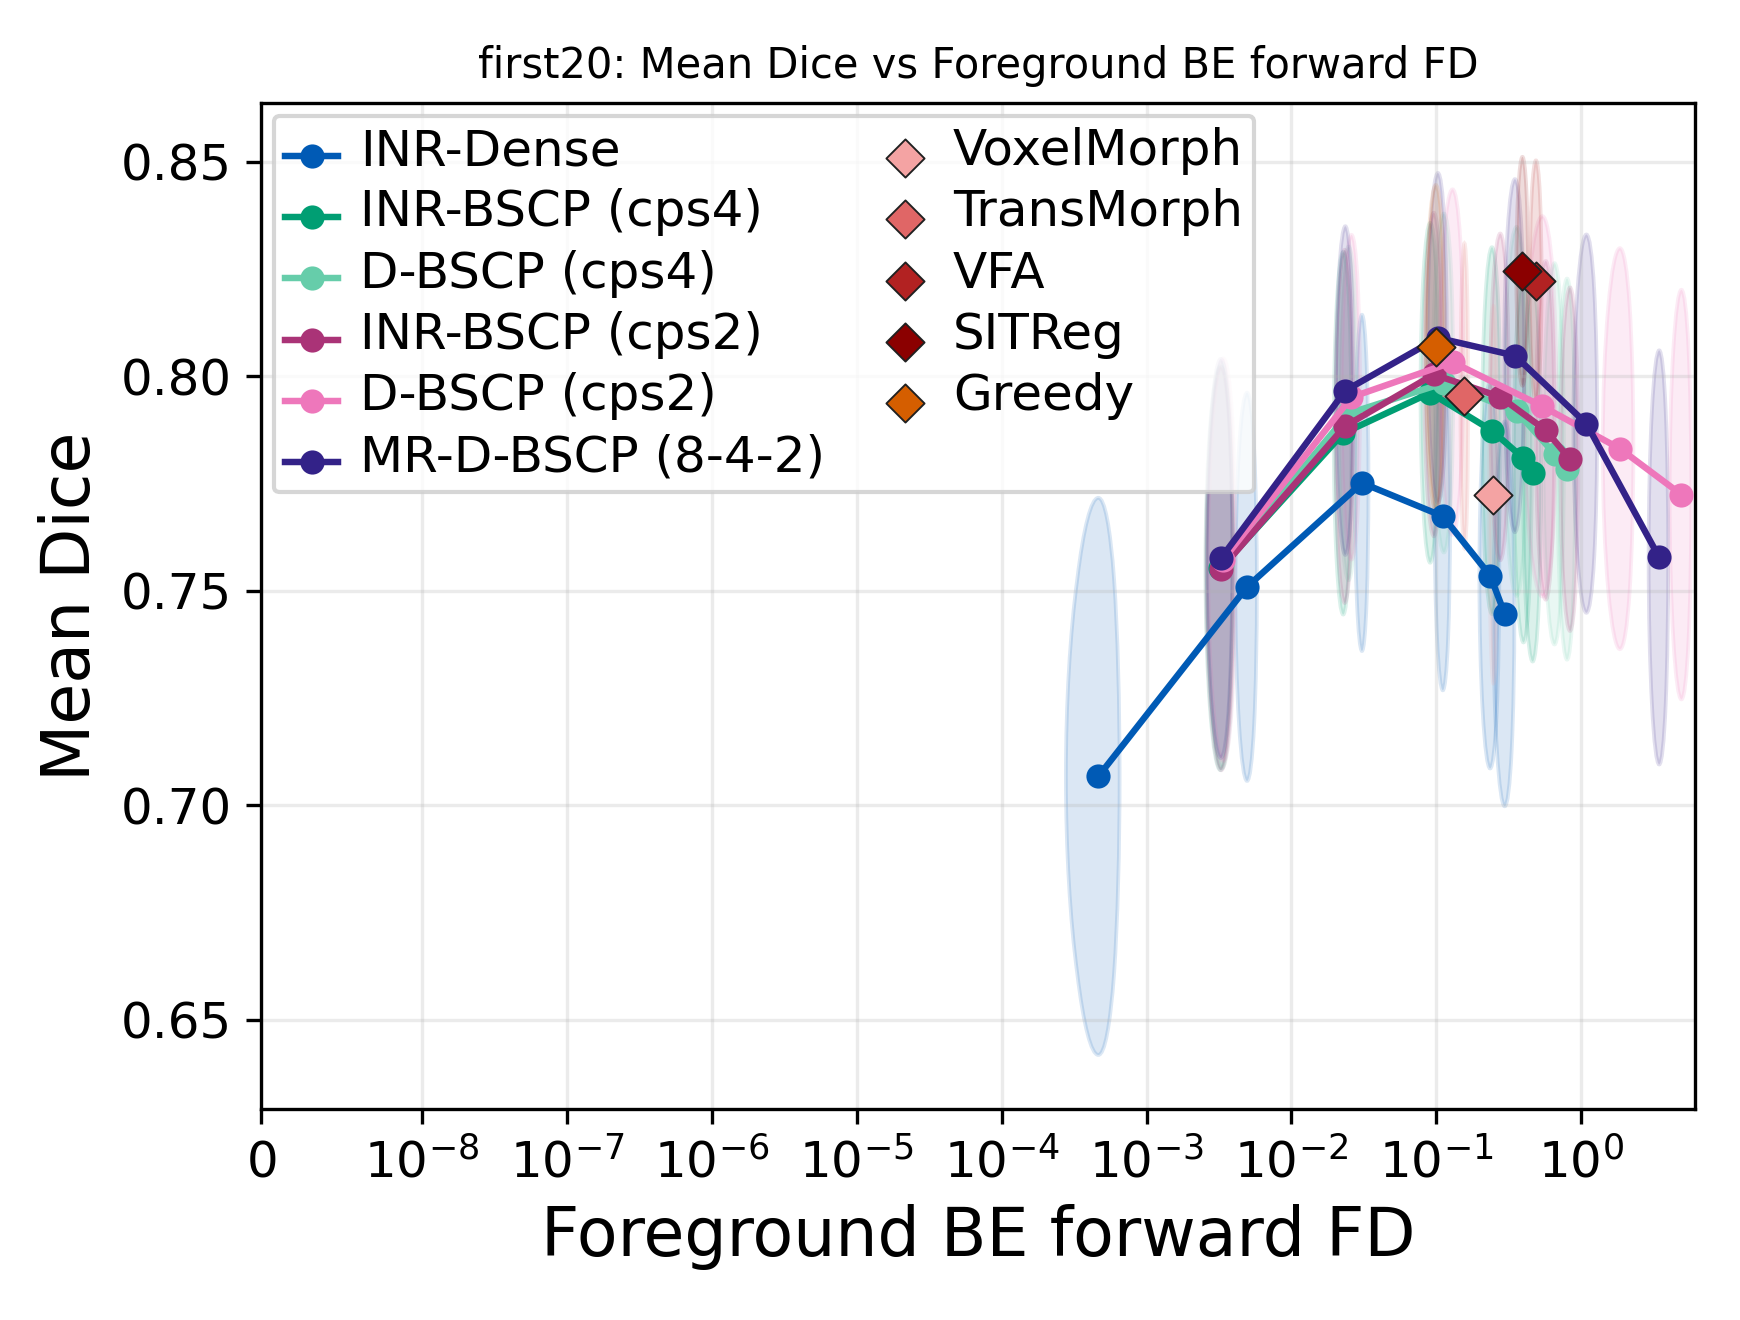 first20: Mean Dice vs Foreground BE forward FD
INR-Dense
INR-BSCP (cps4)
D-BSCP (cps4)
INR-BSCP (cps2)
D-BSCP (cps2)
MR-D-BSCP (8-4-2)
VoxelMorph
TransMorph
VFA
SITReg
Greedy
Mean Dice
0.85
0.80
0.75
0.70
0.65
0 10⁻⁸ 10⁻⁷ 10⁻⁶ 10⁻⁵ 10⁻⁴ 10⁻³ 10⁻² 10⁻¹ 10⁰
Foreground BE forward FD